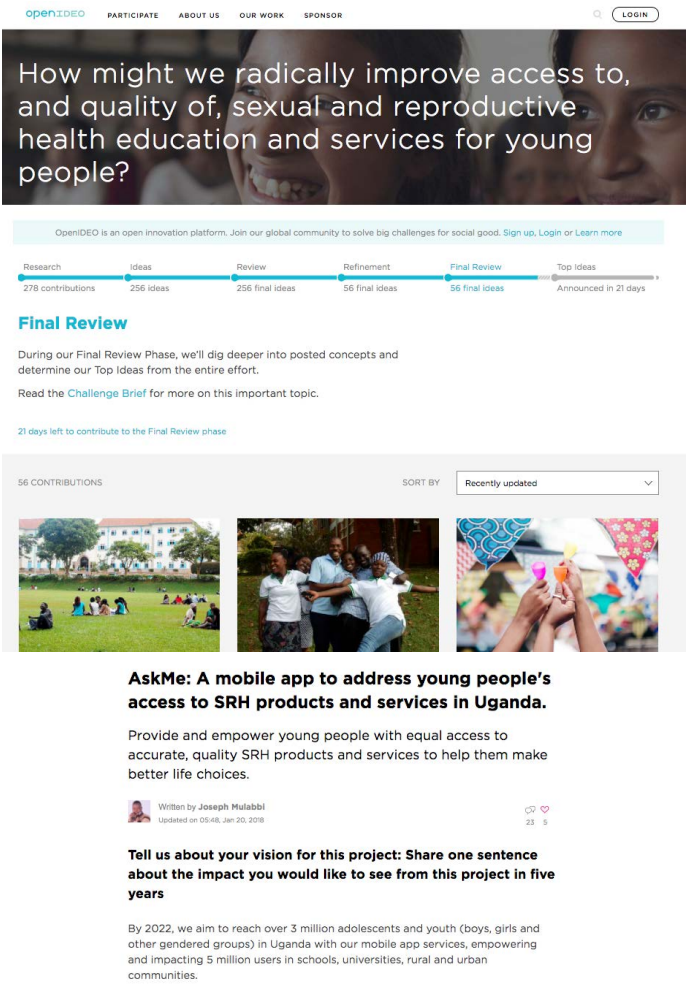 openIDEO PARTICIPATE ABOUT US OUR WORK SPONSOR LOGIN
How might we radically improve access to,
and quality of, sexual and reproductive
health education and services for young
people?
OpenIDEO is an open innovation platform. Join our global community to solve big challenges for social good. Sign up, Login or Learn more
Research Ideas Review Refinement Final Review Top Ideas
278 contributions 256 ideas 256 final ideas 56 final ideas 56 final ideas Announced in 21 days
Final Review
During our Final Review Phase, we'll dig deeper into posted concepts and
determine our Top Ideas from the entire effort.
Read the Challenge Brief for more on this important topic.
21 days left to contribute to the Final Review phase
56 CONTRIBUTIONS SORT BY Recently updated
AskMe: A mobile app to address young people's
access to SRH products and services in Uganda.
Provide and empower young people with equal access to
accurate, quality SRH products and services to help them make
better life choices.
Written by Joseph Mulabbi
Updated on 05:48, Jan 20, 2018
23 5
Tell us about your vision for this project: Share one sentence
about the impact you would like to see from this project in five
years
By 2022, we aim to reach over 3 million adolescents and youth (boys, girls and
other gendered groups) in Uganda with our mobile app services, empowering
and impacting 5 million users in schools, universities, rural and urban
communities.